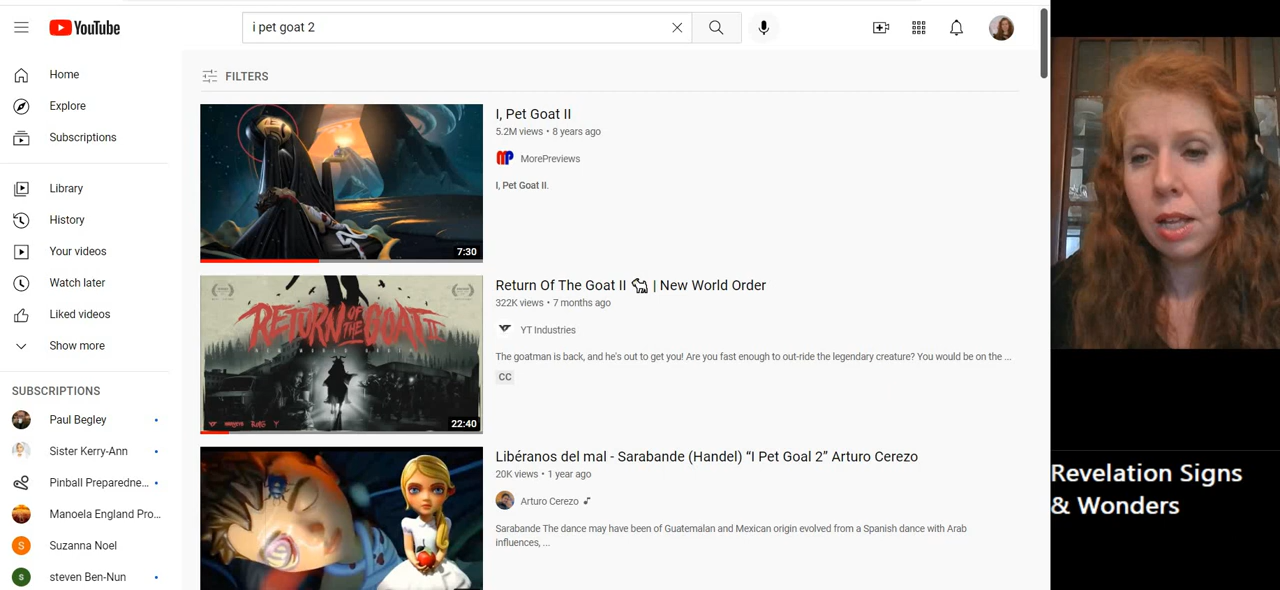 YouTube
i pet goat 2
Home
Explore
Subscriptions
Library
History
Your videos
Watch later
Liked videos
Show more
SUBSCRIPTIONS
Paul Begley
Sister Kerry-Ann
Pinball Preparedne...
Manoela England Pro...
S
Suzanna Noel
s
steven Ben-Nun
FILTERS
7:30
I, Pet Goat II
5.2M views • 8 years ago
MP
MorePreviews
I, Pet Goat II.
RETURN OF THE GOAT II
NEW WORLD ORDER
22:40
Return Of The Goat II 🐐 | New World Order
322K views • 7 months ago
YT Industries
The goatman is back, and he's out to get you! Are you fast enough to out-ride the legendary creature? You would be on the ...
CC
Libéranos del mal - Sarabande (Handel) “I Pet Goal 2” Arturo Cerezo
20K views • 1 year ago
Arturo Cerezo
Sarabande The dance may have been of Guatemalan and Mexican origin evolved from a Spanish dance with Arab
influences, ...
Revelation Signs
& Wonders